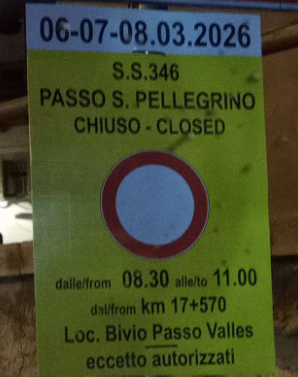 06-07-08.03.2026
S.S.346
PASSO S. PELLEGRINO
CHIUSO - CLOSED
dalle/from 08.30 alle/to 11.00
dal/from km 17+570
Loc. Bivio Passo Valles
eccetto autorizzati